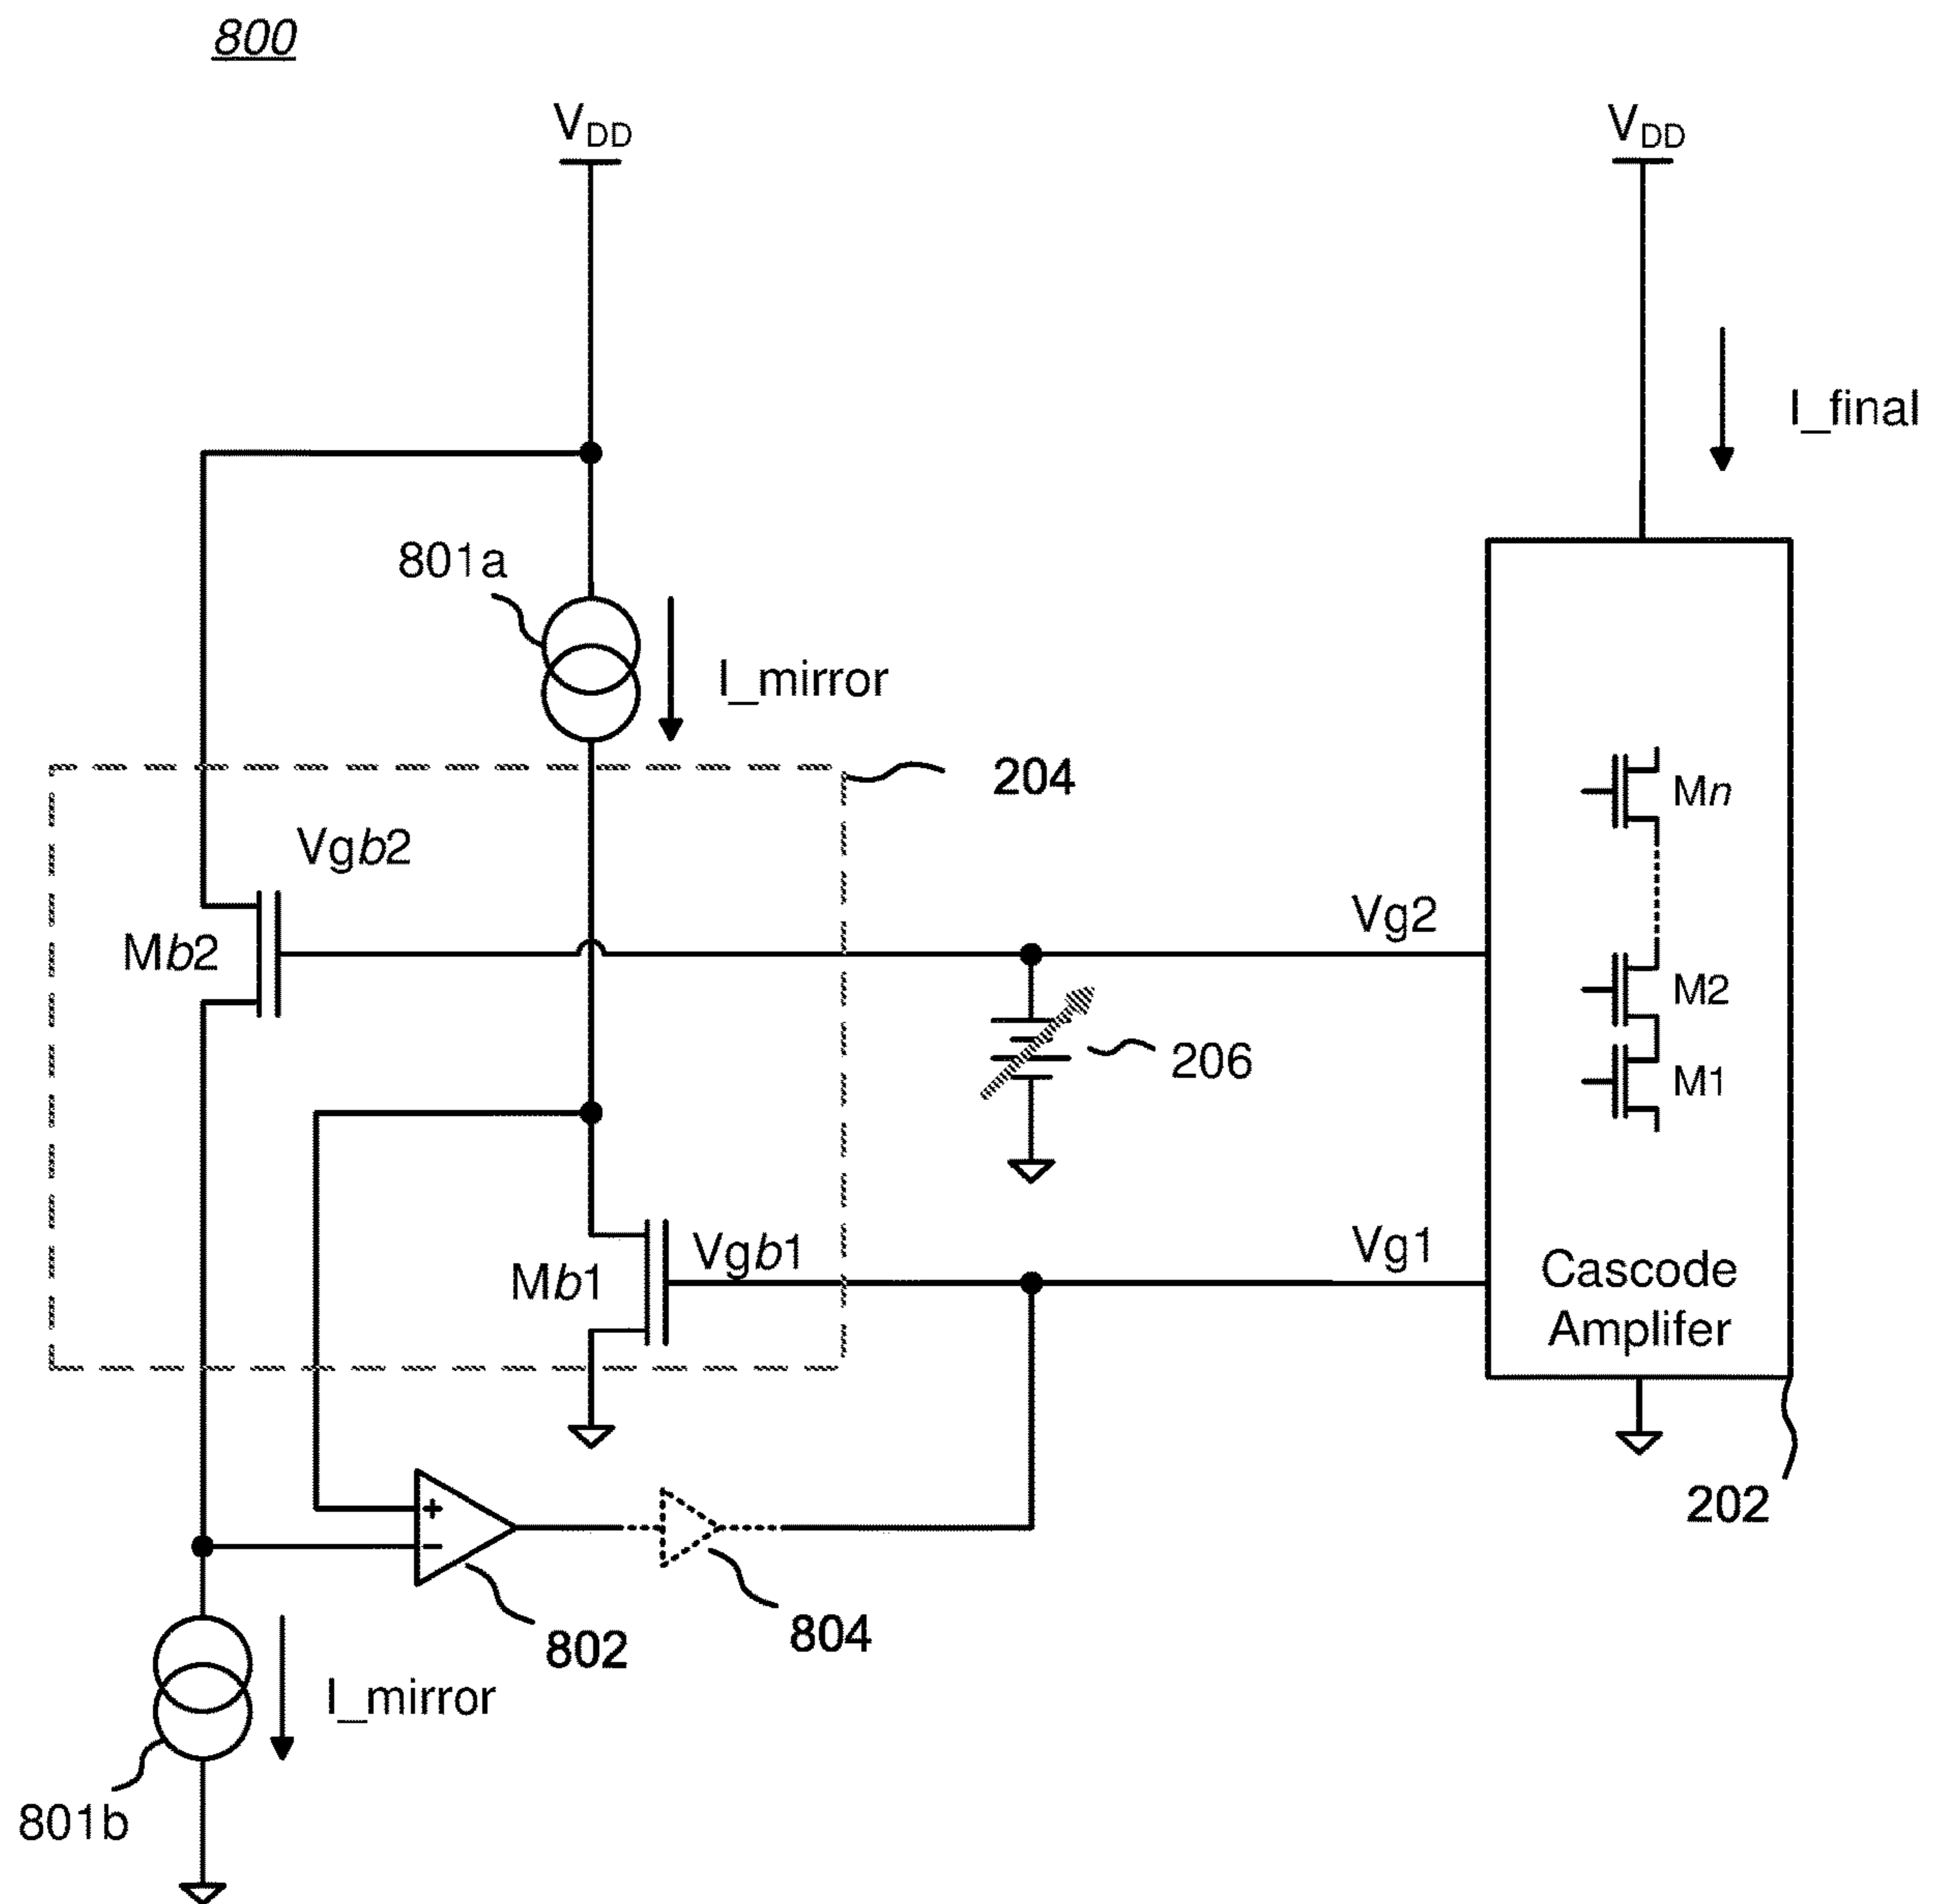 800
VDD
VDD
I_final
801a
I_mirror
204
Vgb2
Mn
Vg2
Mb2
M2
206
M1
Vg1
Vgb1
Mb1
Cascode
Amplifer
+
−
202
802
804
I_mirror
801b